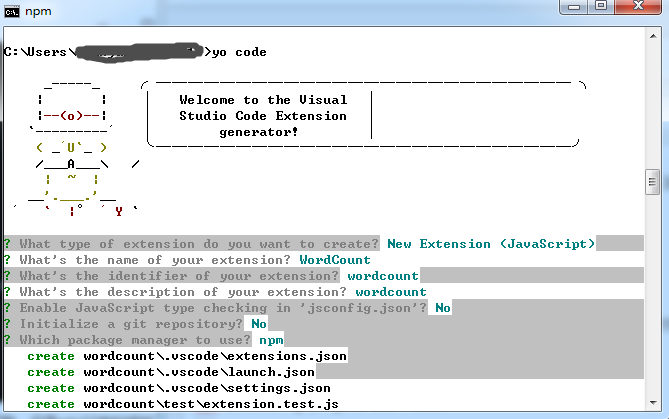 npm
C:\Users\ >yo code
Welcome to the Visual
Studio Code Extension
generator!
? What type of extension do you want to create? New Extension (JavaScript)
? What's the name of your extension? WordCount
? What's the identifier of your extension? wordcount
? What's the description of your extension? wordcount
? Enable JavaScript type checking in 'jsconfig.json'? No
? Initialize a git repository? No
? Which package manager to use? npm
create wordcount\.vscode\extensions.json
create wordcount\.vscode\launch.json
create wordcount\.vscode\settings.json
create wordcount\test\extension.test.js